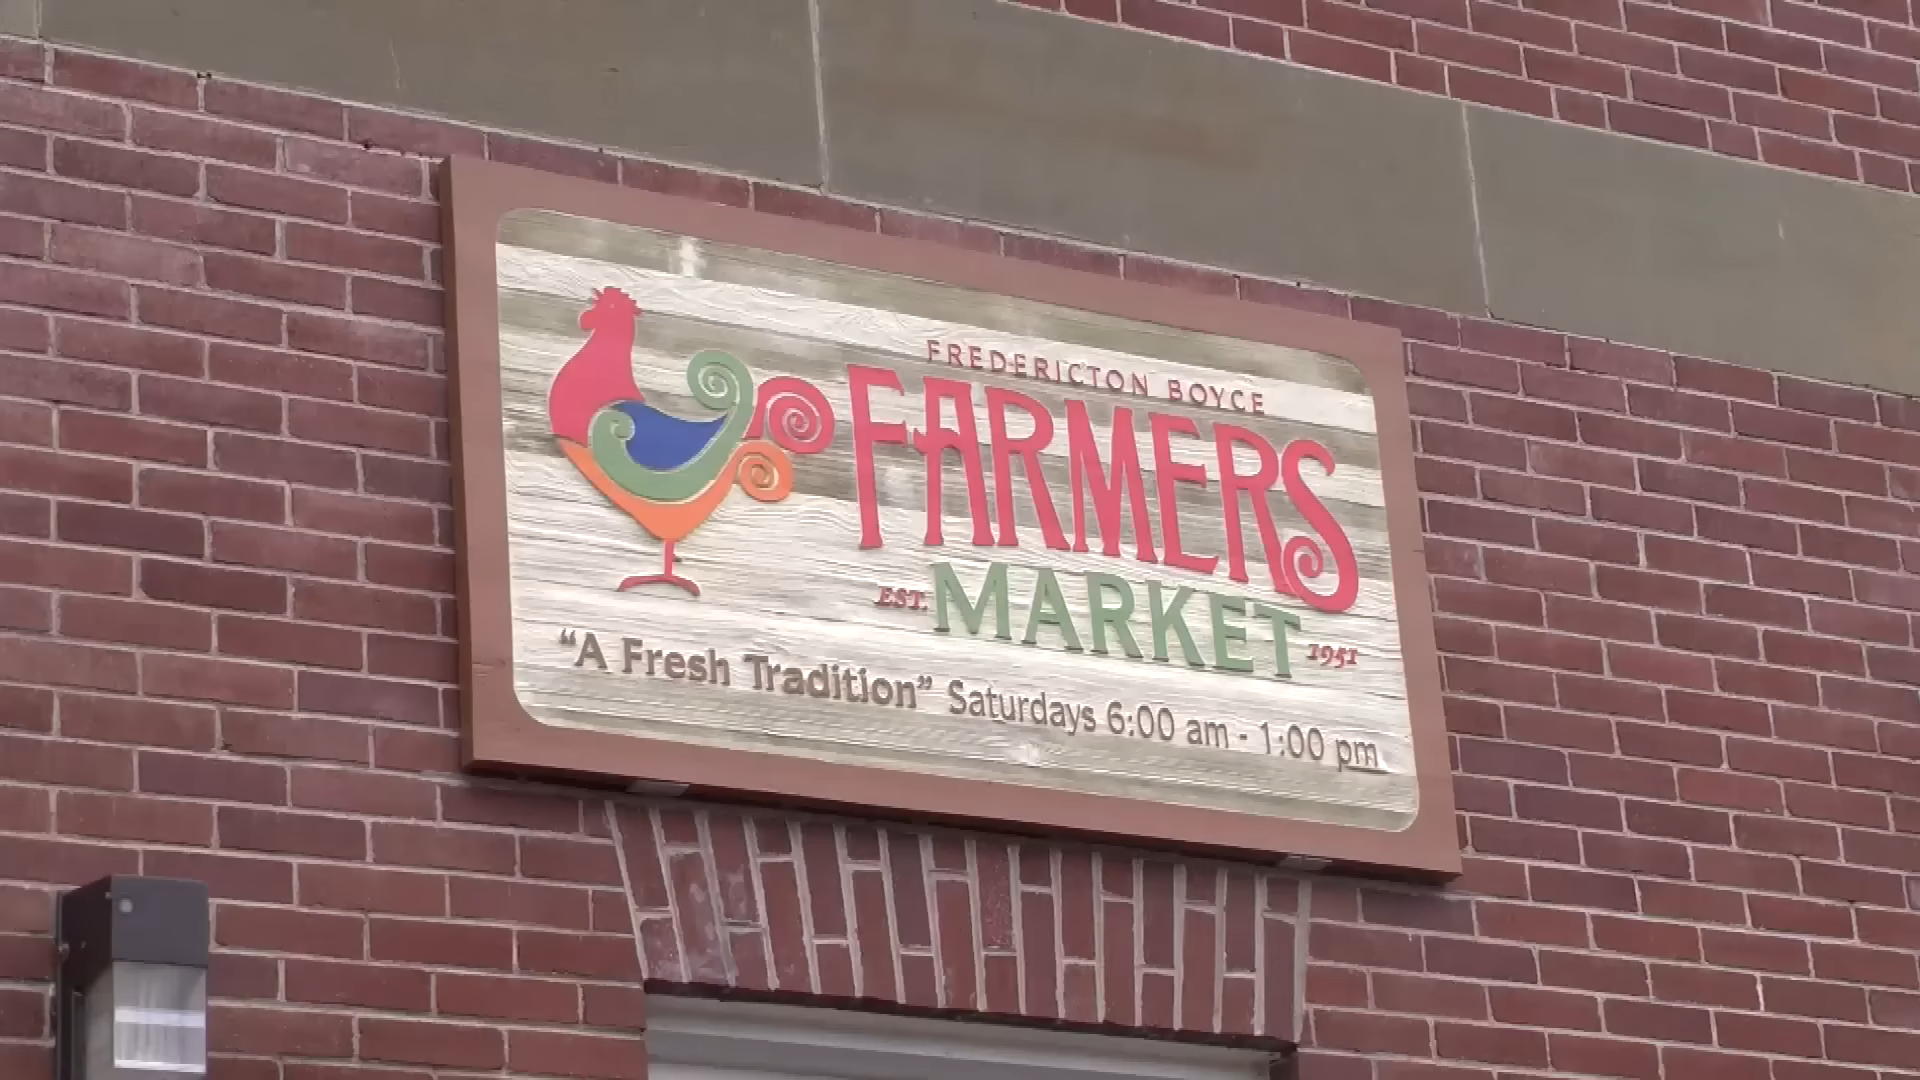 FREDERICTON BOYCE
FARMERS
EST. MARKET 1951
“A Fresh Tradition” Saturdays 6:00 am - 1:00 pm